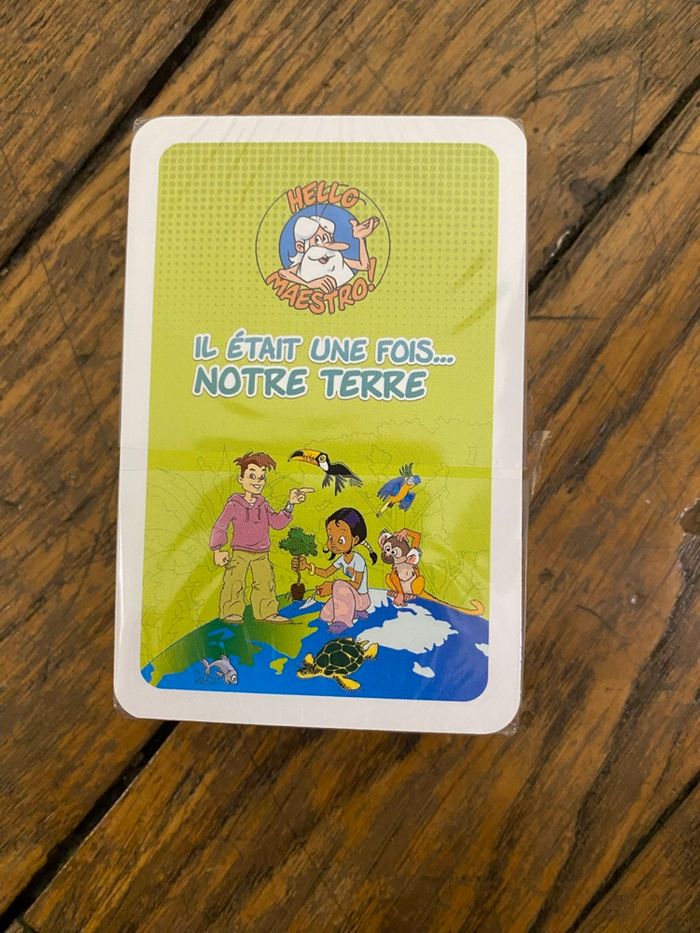 HELLO
MAESTRO!
IL ÉTAIT UNE FOIS...
NOTRE TERRE